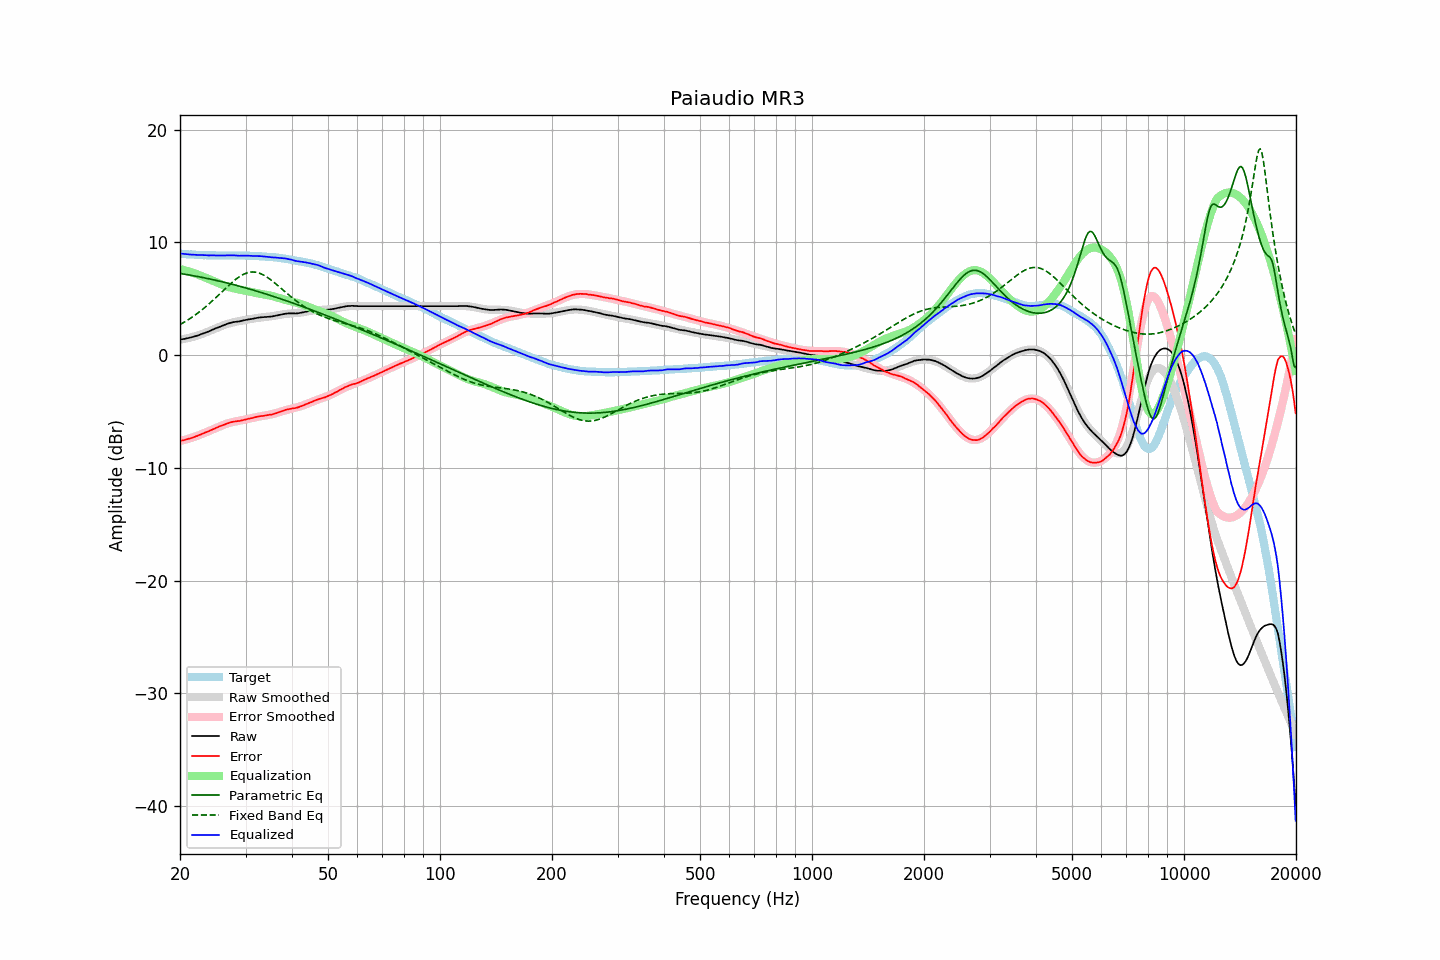 Paiaudio MR3
20
10
0
−10
−20
−30
−40
Amplitude (dBr)
Target
Raw Smoothed
Error Smoothed
Raw
Error
Equalization
Parametric Eq
Fixed Band Eq
Equalized
20 50 100 200 500 1000 2000 5000 10000 20000
Frequency (Hz)